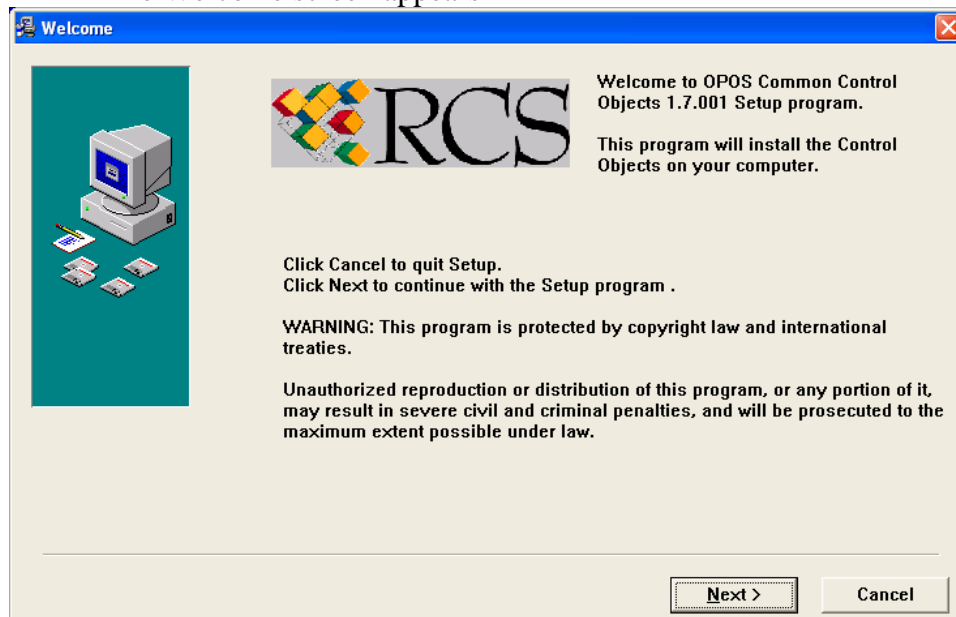 Welcome screen appears
Welcome
RCS
Welcome to OPOS Common Control
Objects 1.7.001 Setup program.
This program will install the Control
Objects on your computer.
Click Cancel to quit Setup.
Click Next to continue with the Setup program .
WARNING: This program is protected by copyright law and international
treaties.
Unauthorized reproduction or distribution of this program, or any portion of it,
may result in severe civil and criminal penalties, and will be prosecuted to the
maximum extent possible under law.
Next >
Cancel